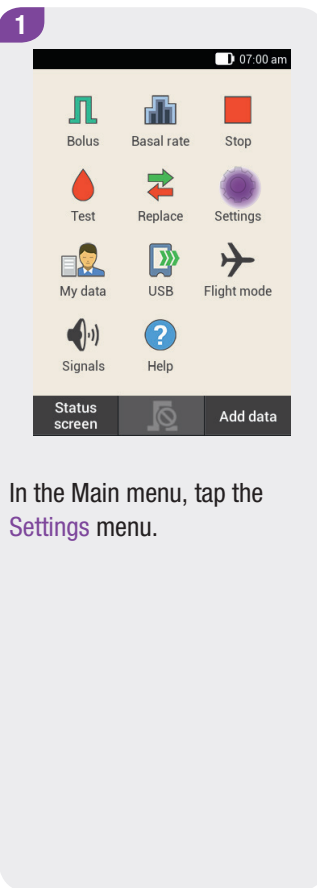 1
07:00 am
Bolus Basal rate Stop
Test Replace Settings
My data USB Flight mode
Signals Help
Status
screen
Add data
In the Main menu, tap the
Settings menu.